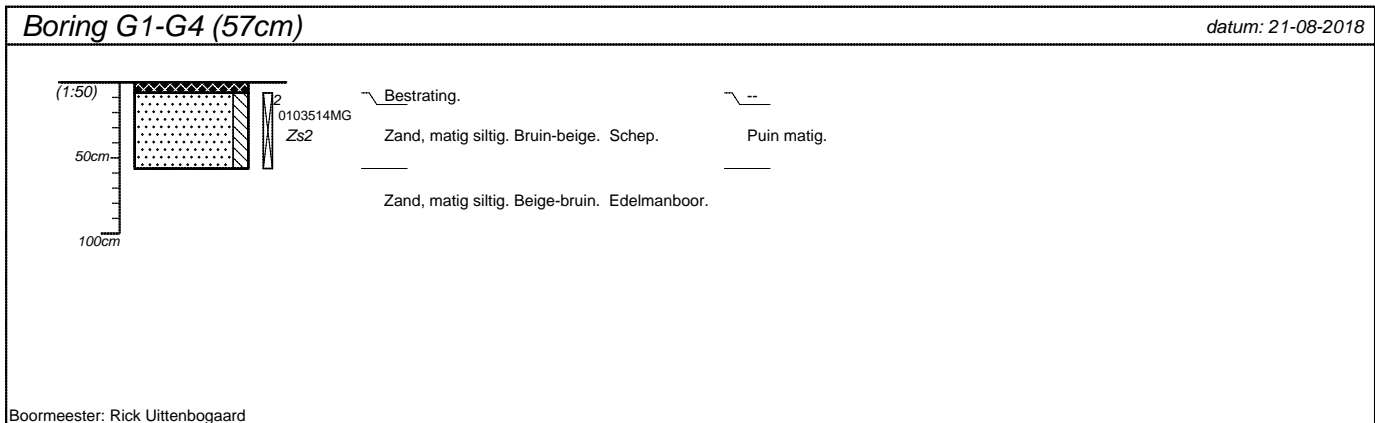 Boring G1-G4 (57cm) datum: 21-08-2018
(1:50) 2 Bestrating. --
0103514MG
Zs2 Zand, matig siltig. Bruin-beige. Schep. Puin matig.
50cm
Zand, matig siltig. Beige-bruin. Edelmanboor.
100cm
Boormeester: Rick Uittenbogaard